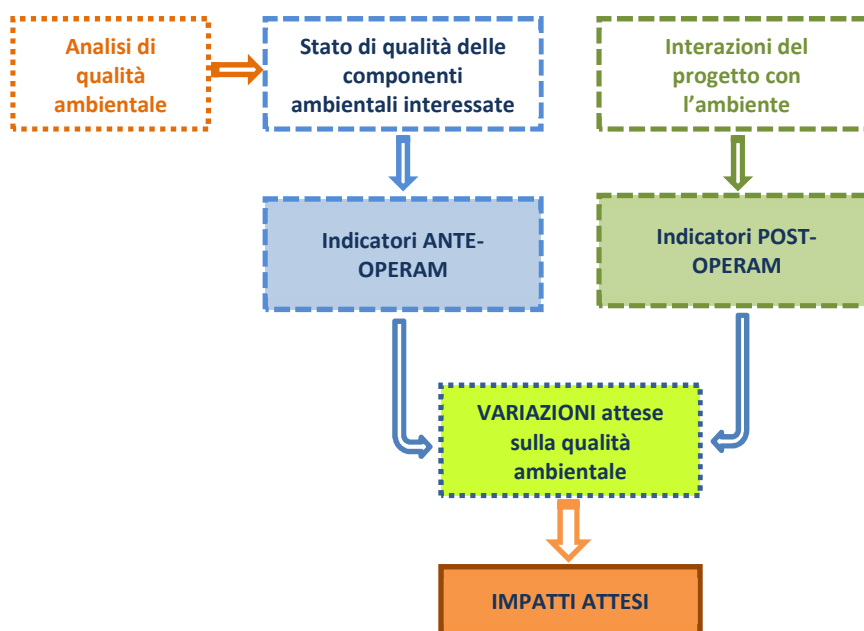 Analisi di
qualità
ambientale
Stato di qualità delle
componenti
ambientali interessate
Interazioni del
progetto con
l’ambiente
Indicatori ANTE-
OPERAM
Indicatori POST-
OPERAM
VARIAZIONI attese
sulla qualità
ambientale
IMPATTI ATTESI